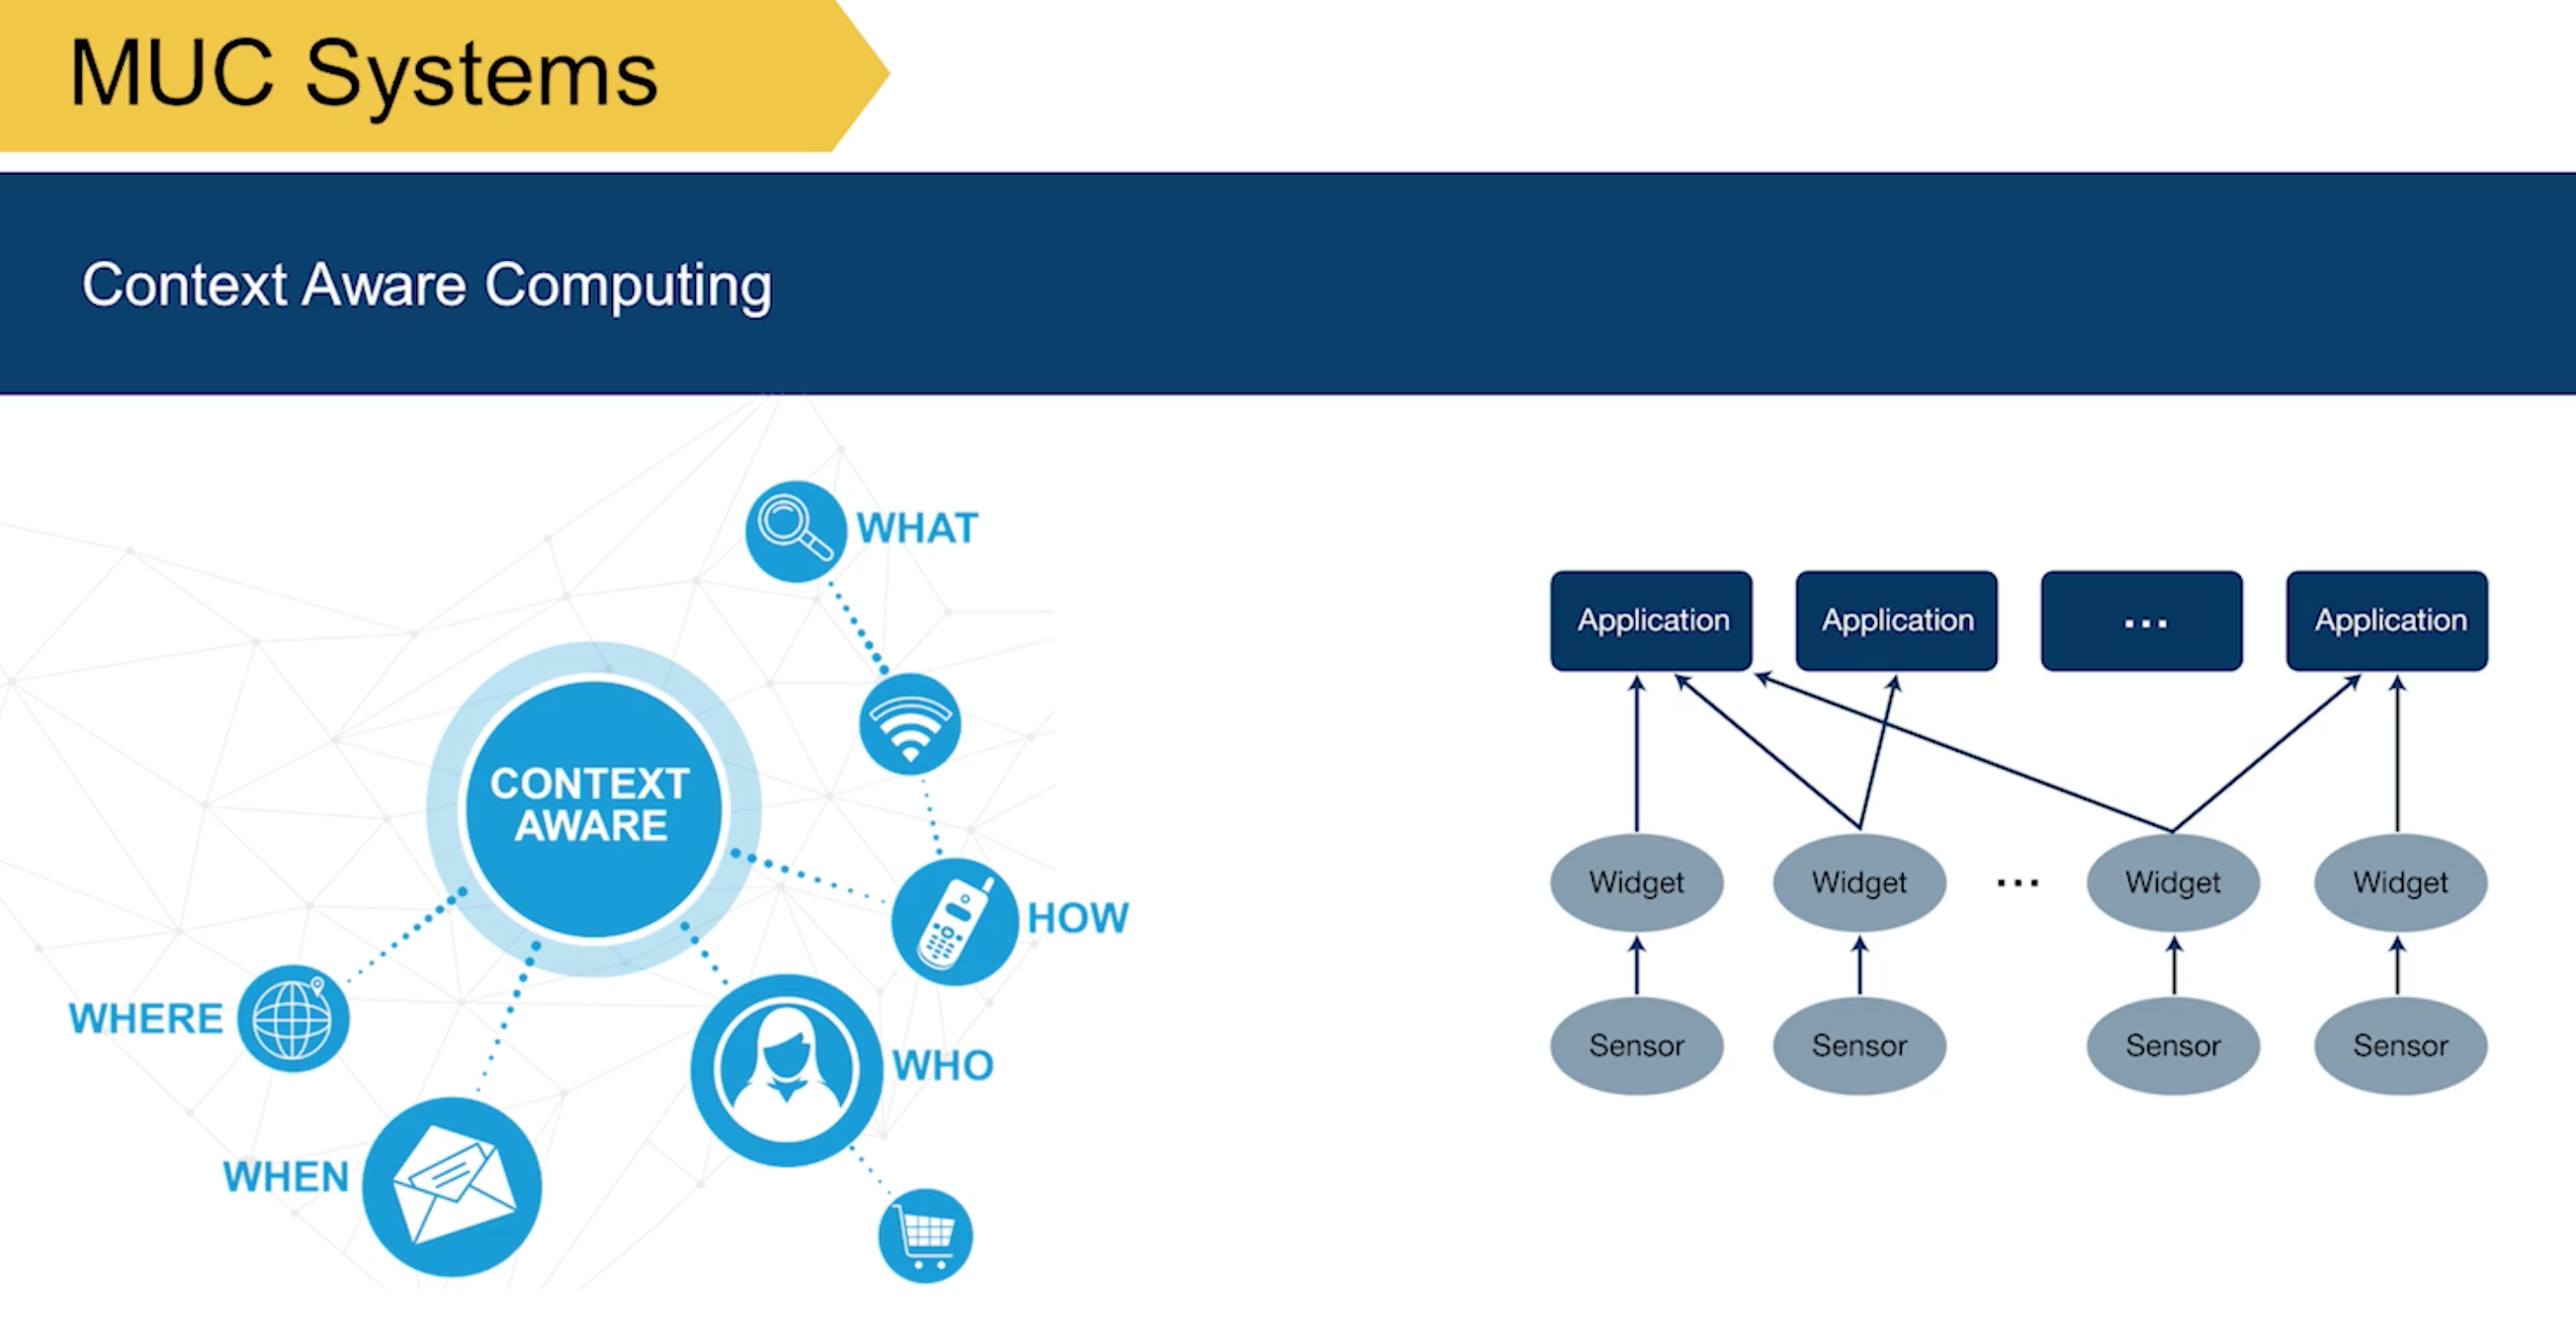 MUC Systems
Context Aware Computing
WHAT
CONTEXT
AWARE
HOW
WHERE
WHO
WHEN
Application
Application
...
Application
Widget
Widget
...
Widget
Widget
Sensor
Sensor
Sensor
Sensor